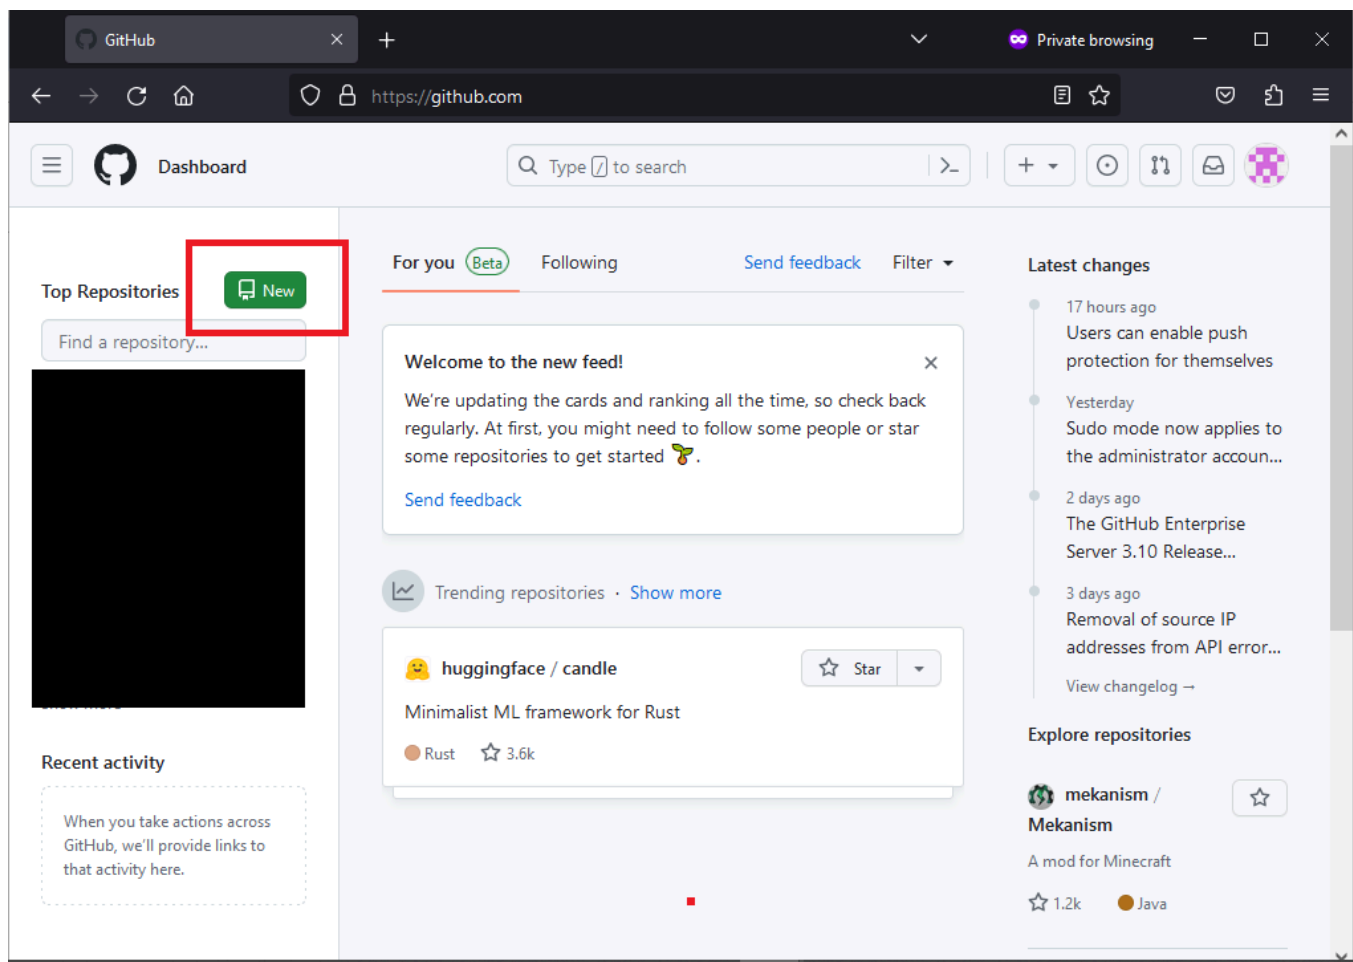 GitHub
Private browsing
https://github.com
Dashboard
Type / to search
Top Repositories
New
Find a repository...
Recent activity
When you take actions across
GitHub, we'll provide links to
that activity here.
For you Beta Following Send feedback Filter
Welcome to the new feed!
We're updating the cards and ranking all the time, so check back
regularly. At first, you might need to follow some people or star
some repositories to get started .
Send feedback
Trending repositories · Show more
huggingface / candle
Star
Minimalist ML framework for Rust
Rust 3.6k
Latest changes
17 hours ago
Users can enable push
protection for themselves
Yesterday
Sudo mode now applies to
the administrator accoun...
2 days ago
The GitHub Enterprise
Server 3.10 Release...
3 days ago
Removal of source IP
addresses from API error...
View changelog →
Explore repositories
mekanism /
Mekanism
A mod for Minecraft
1.2k Java